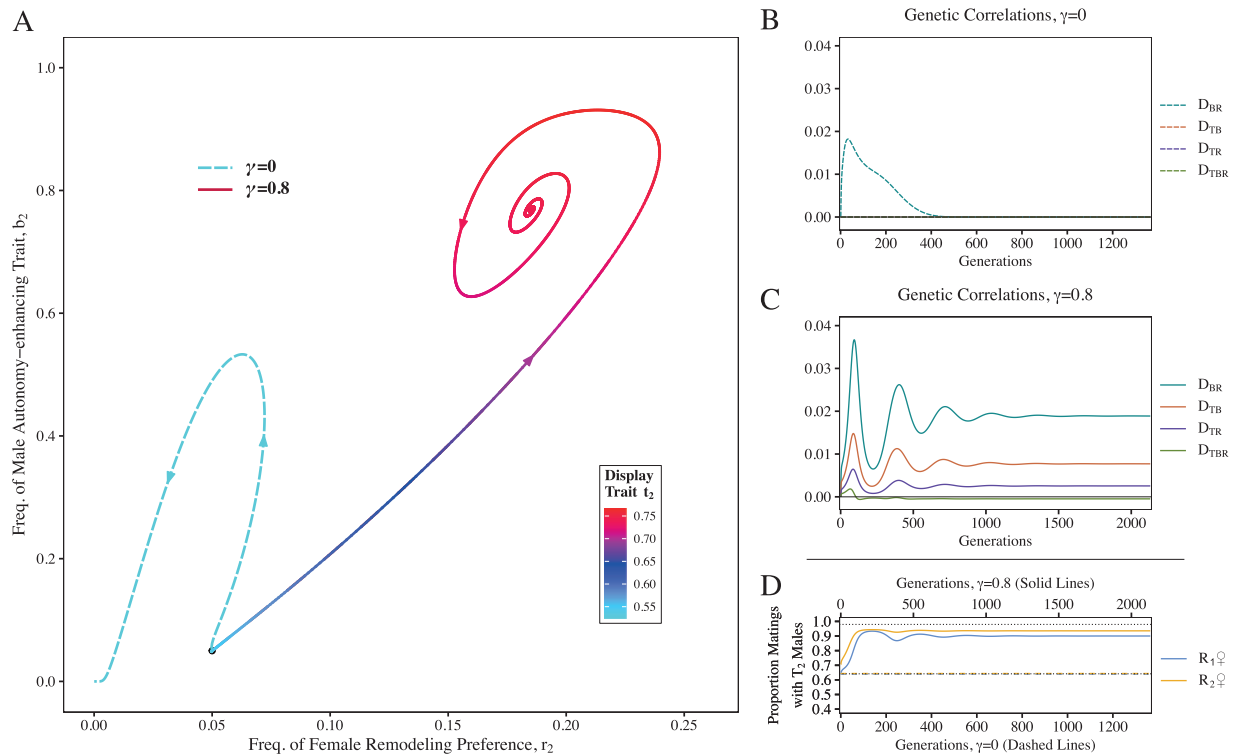 A
Freq. of Male Autonomy−enhancing Trait, b2
1.0
0.8
0.6
0.4
0.2
0.0
γ=0
γ=0.8
Display
Trait t2
0.75
0.70
0.65
0.60
0.55
0.00
0.05
0.10
0.15
0.20
0.25
Freq. of Female Remodeling Preference, r2
B
Genetic Correlations, γ=0
0.04
0.03
0.02
0.01
0.00
0
200
400
600
800
1000
1200
Generations
DBR
DTB
DTR
DTBR
C
Genetic Correlations, γ=0.8
0.04
0.03
0.02
0.01
0.00
0
500
1000
1500
2000
Generations
DBR
DTB
DTR
DTBR
D
Generations, γ=0.8 (Solid Lines)
0
500
1000
1500
2000
Proportion Matings
with T2 Males
1.0
0.9
0.8
0.7
0.6
0.5
0.4
R1♀
R2♀
0
200
400
600
800
1000
1200
Generations, γ=0 (Dashed Lines)